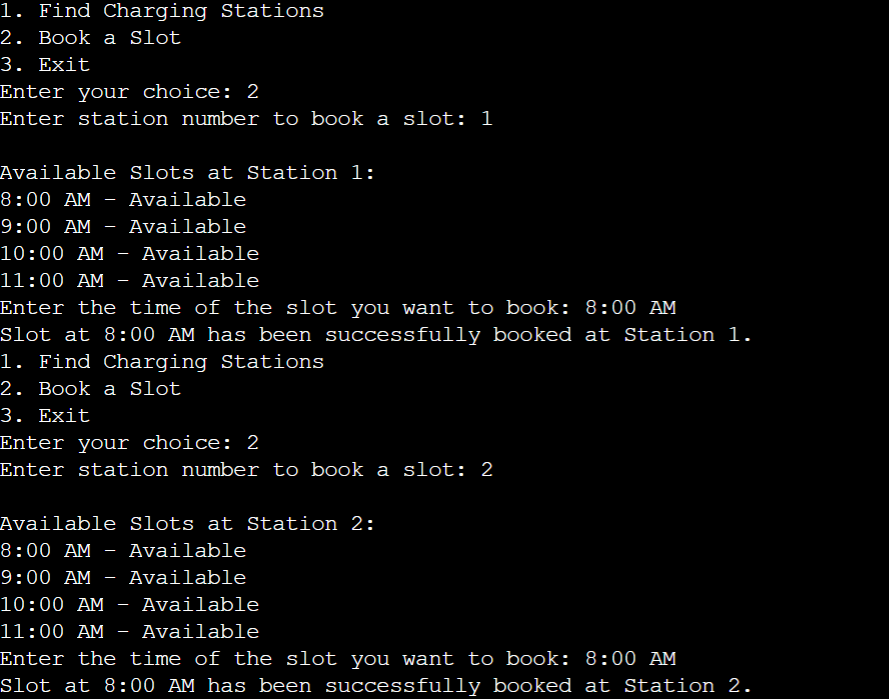 1. Find Charging Stations
2. Book a Slot
3. Exit
Enter your choice: 2
Enter station number to book a slot: 1
Available Slots at Station 1:
8:00 AM - Available
9:00 AM - Available
10:00 AM - Available
11:00 AM - Available
Enter the time of the slot you want to book: 8:00 AM
Slot at 8:00 AM has been successfully booked at Station 1.
1. Find Charging Stations
2. Book a Slot
3. Exit
Enter your choice: 2
Enter station number to book a slot: 2
Available Slots at Station 2:
8:00 AM - Available
9:00 AM - Available
10:00 AM - Available
11:00 AM - Available
Enter the time of the slot you want to book: 8:00 AM
Slot at 8:00 AM has been successfully booked at Station 2.